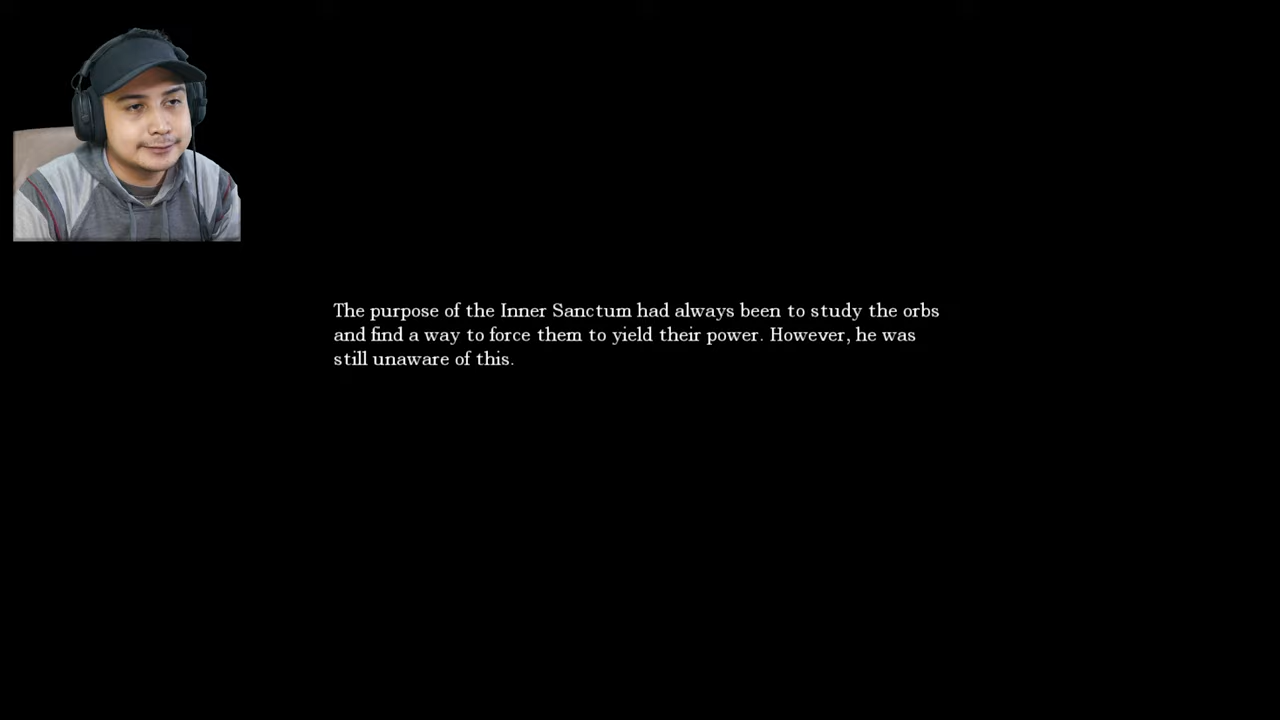 The purpose of the Inner Sanctum had always been to study the orbs
and find a way to force them to yield their power. However, he was
still unaware of this.